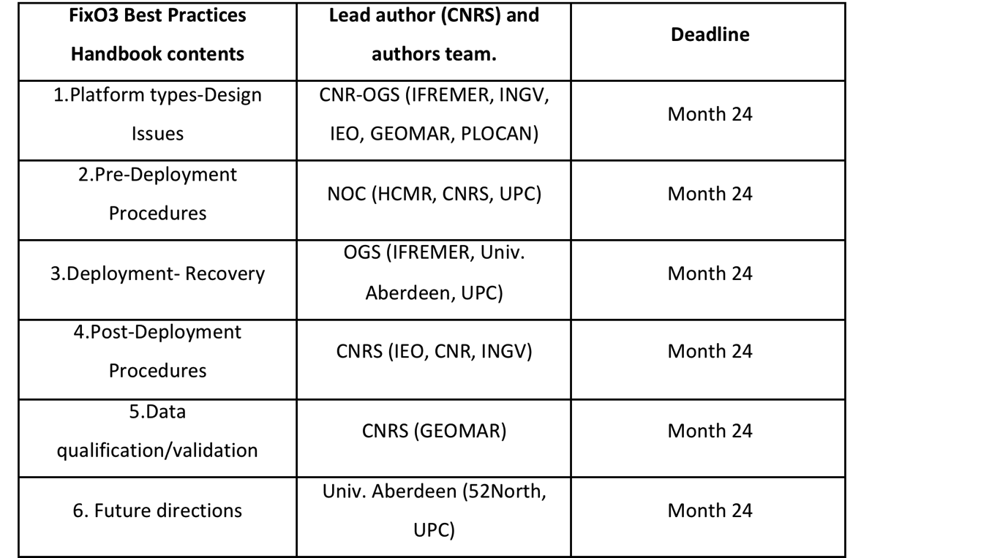 FixO3 Best Practices
Handbook contents
Lead author (CNRS) and
authors team.
Deadline
1.Platform types-Design
Issues
CNR-OGS (IFREMER, INGV,
IEO, GEOMAR, PLOCAN)
Month 24
2.Pre-Deployment
Procedures
NOC (HCMR, CNRS, UPC)
Month 24
3.Deployment- Recovery
OGS (IFREMER, Univ.
Aberdeen, UPC)
Month 24
4.Post-Deployment
Procedures
CNRS (IEO, CNR, INGV)
Month 24
5.Data
qualification/validation
CNRS (GEOMAR)
Month 24
6. Future directions
Univ. Aberdeen (52North,
UPC)
Month 24